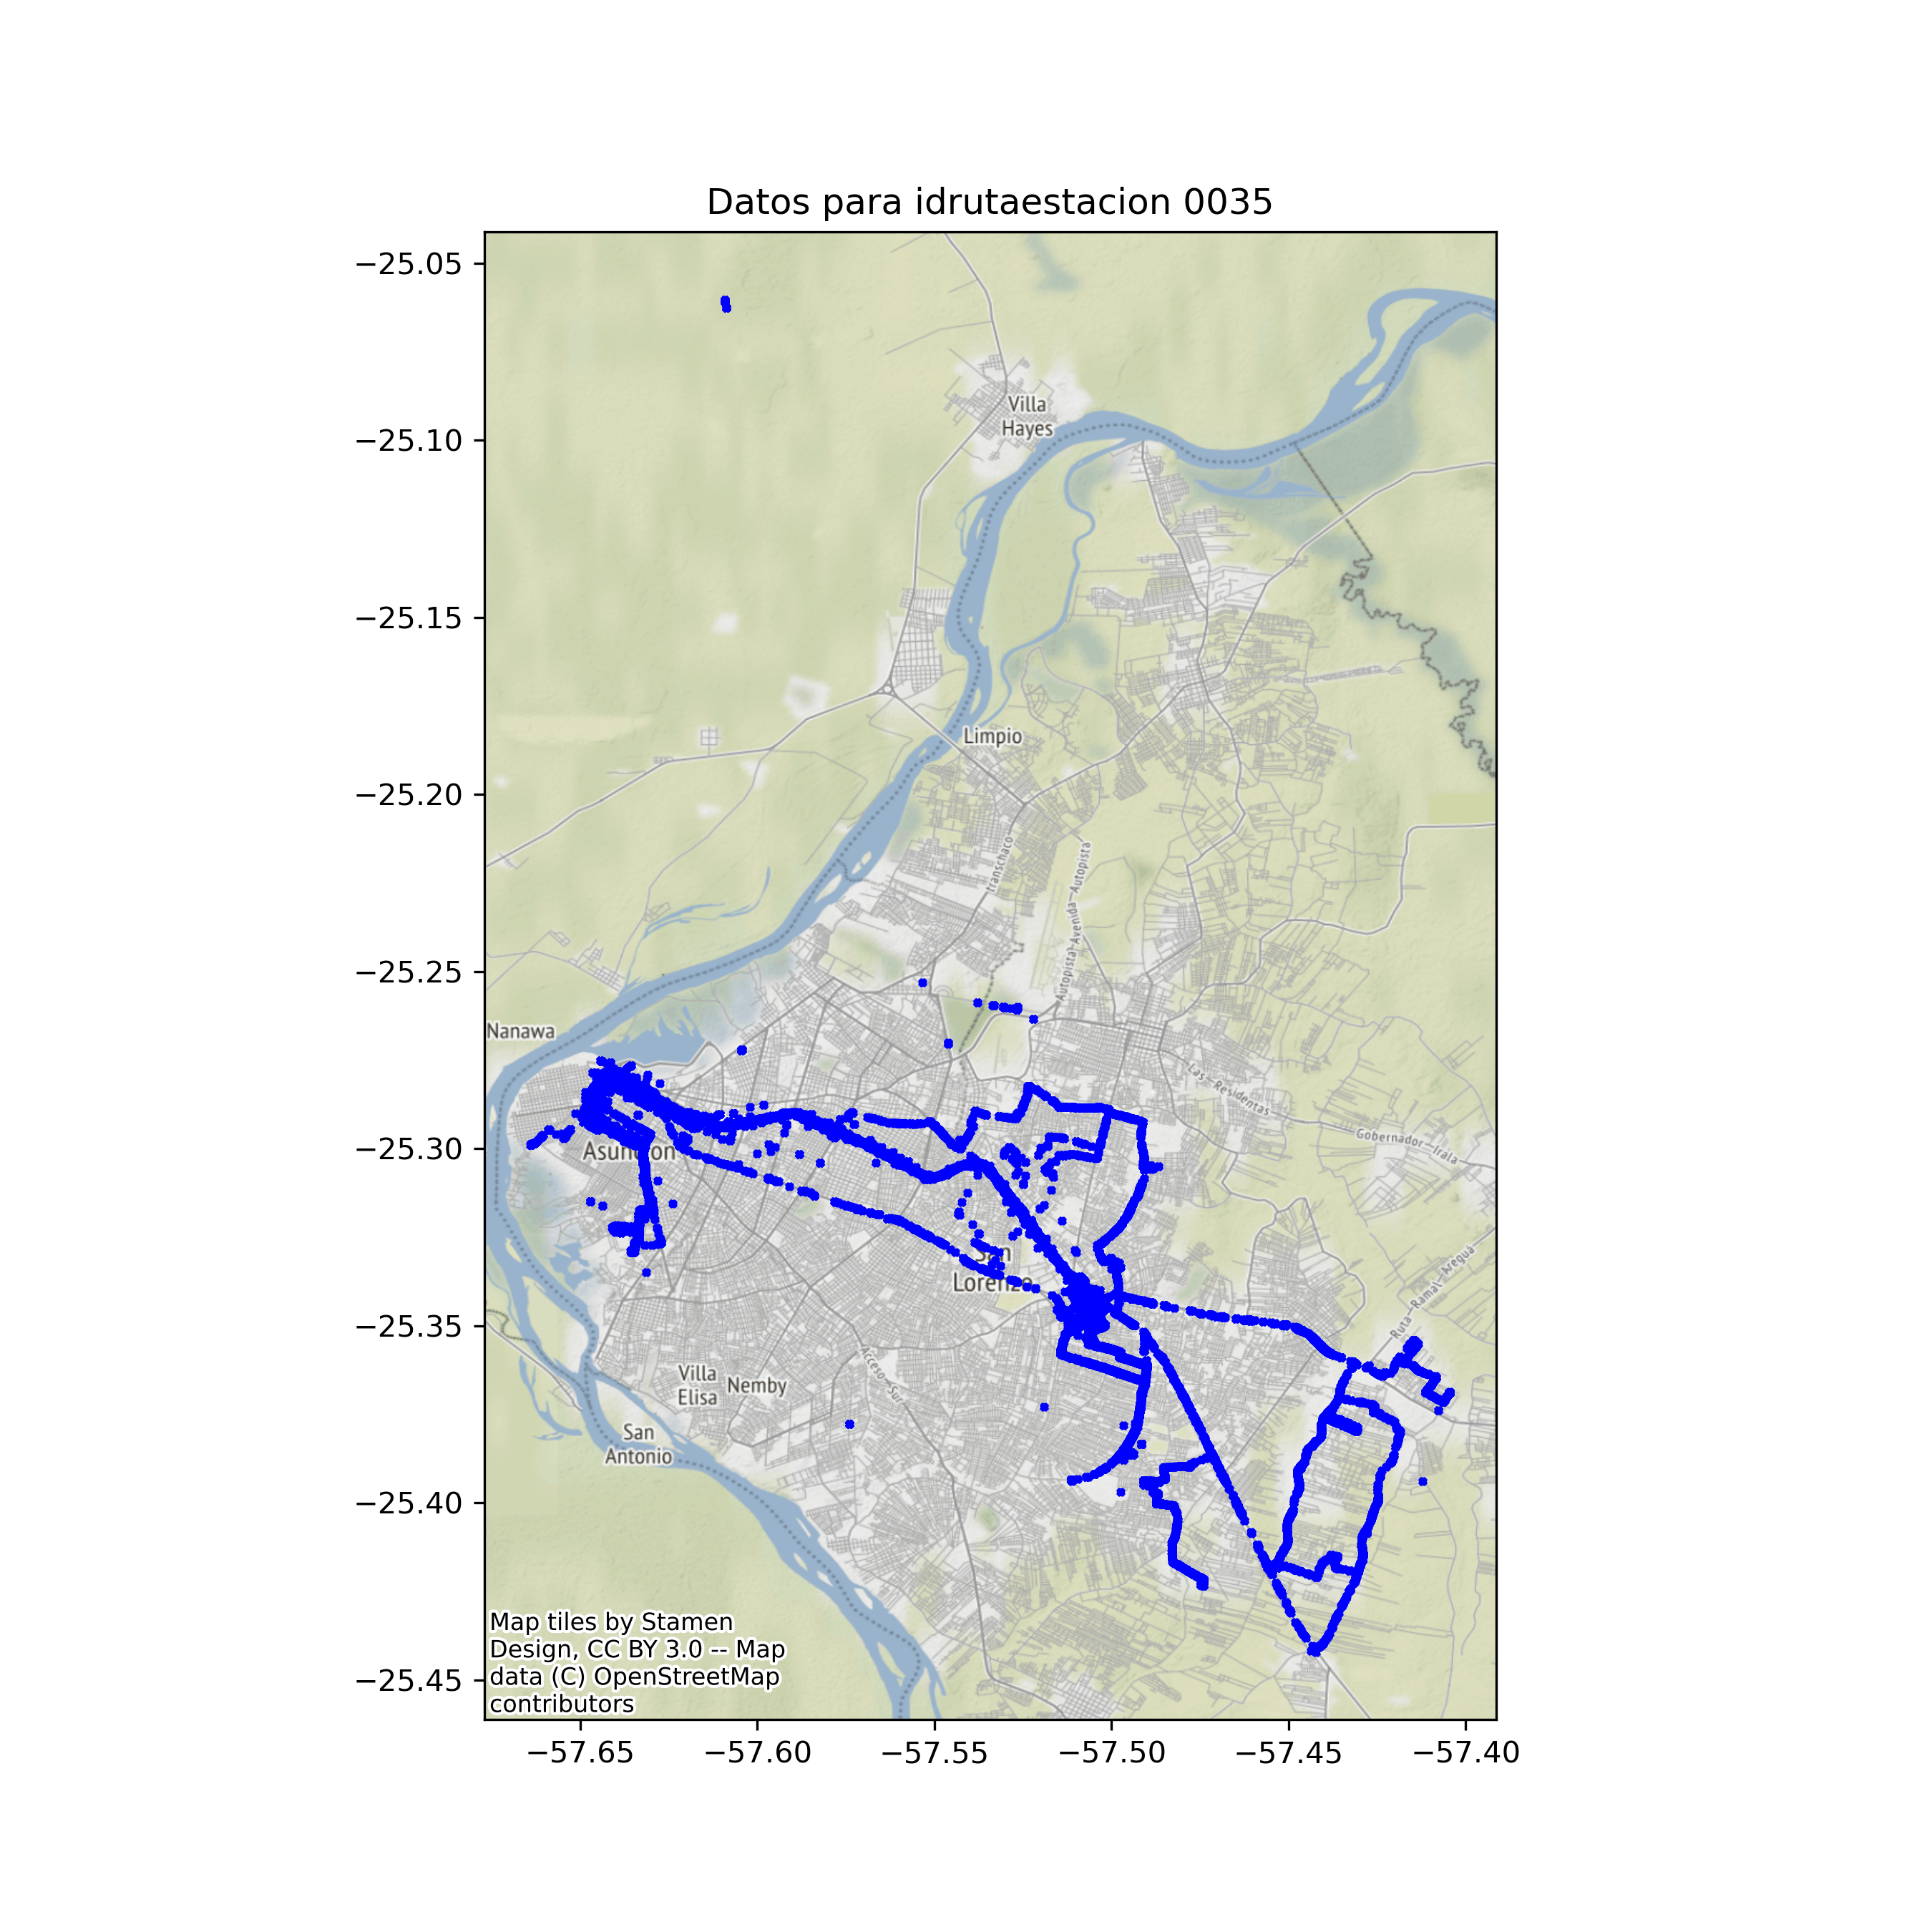 Datos para idrutaestacion 0035
−25.05
Villa
Hayes
−25.10
−25.15
Limpio
−25.20
Transchaco
Autopista Avenida Autopista
−25.25
Nanawa
Las Residentas
Gobernador Irala
−25.30
Asunción
San
Lorenzo
Ruta Ramal Areguá
−25.35
Acceso Sur
Villa
Elisa
Nemby
San
Antonio
−25.40
Map tiles by Stamen
Design, CC BY 3.0 -- Map
data (C) OpenStreetMap
contributors
−25.45
−57.65
−57.60
−57.55
−57.50
−57.45
−57.40